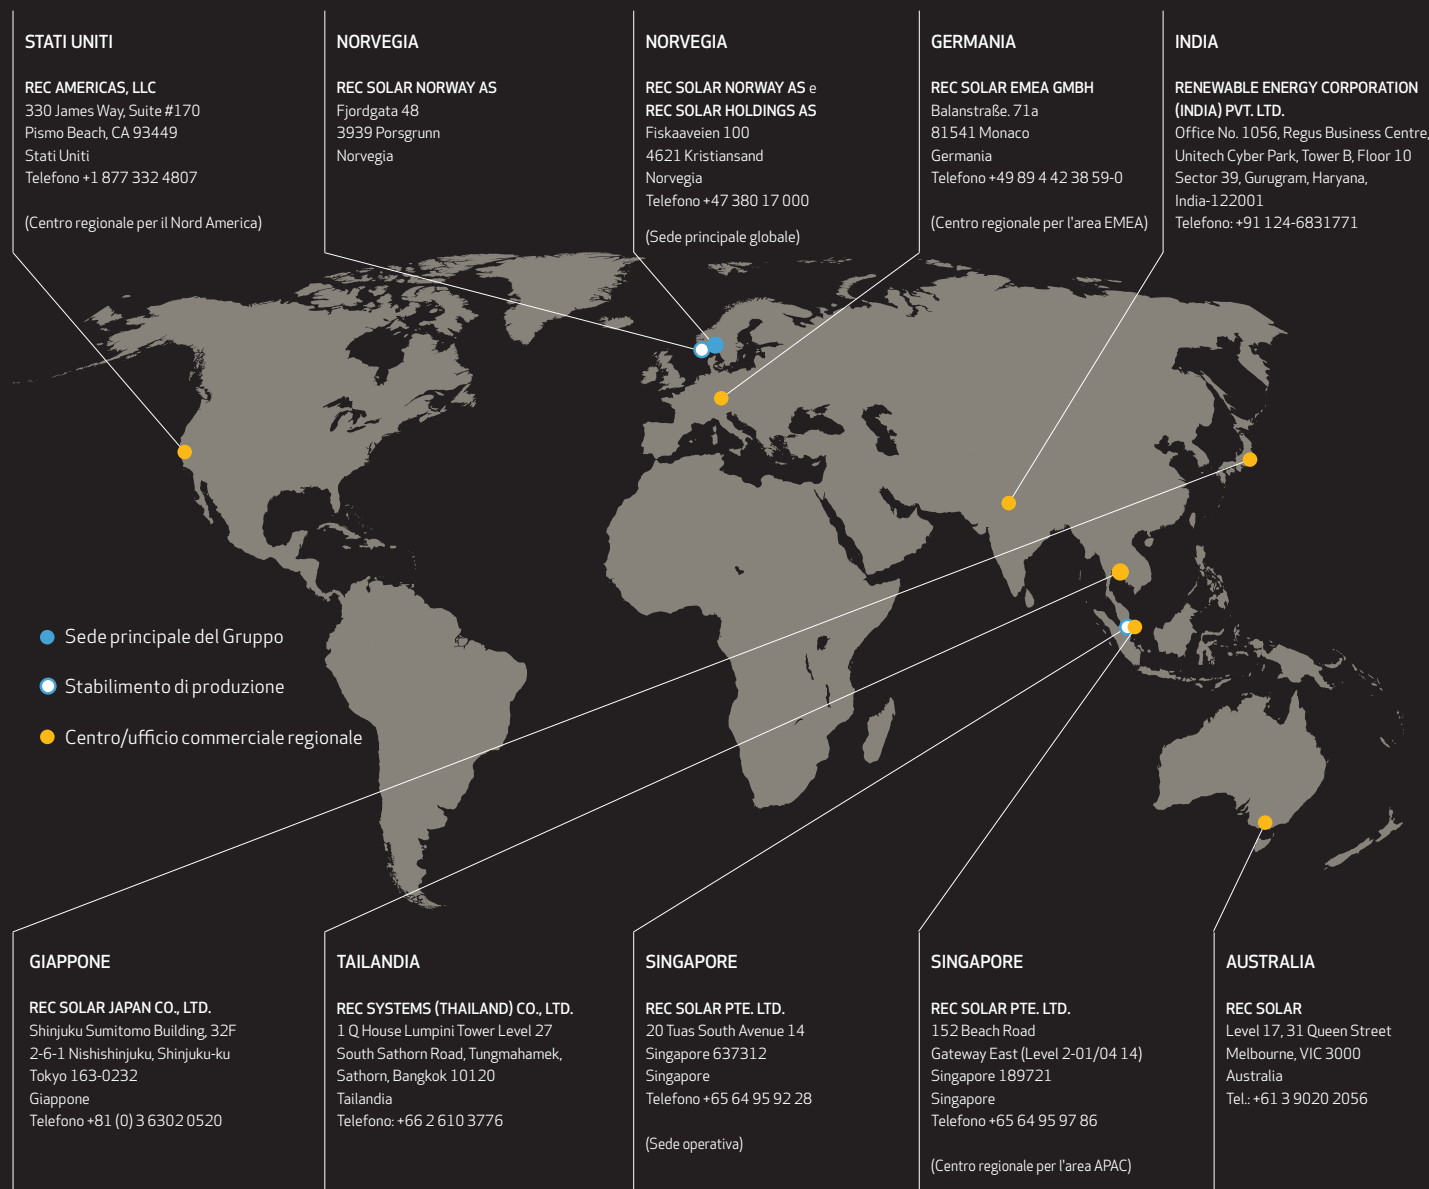 STATI UNITI
REC AMERICAS, LLC
330 James Way, Suite #170
Pismo Beach, CA 93449
Stati Uniti
Telefono +1 877 332 4807
(Centro regionale per il Nord America)
NORVEGIA
REC SOLAR NORWAY AS
Fjordgata 48
3939 Porsgrunn
Norvegia
NORVEGIA
REC SOLAR NORWAY AS e
REC SOLAR HOLDINGS AS
Fiskaaveien 100
4621 Kristiansand
Norvegia
Telefono +47 380 17 000
(Sede principale globale)
GERMANIA
REC SOLAR EMEA GMBH
Balanstraße. 71a
81541 Monaco
Germania
Telefono +49 89 4 42 38 59-0
(Centro regionale per l'area EMEA)
INDIA
RENEWABLE ENERGY CORPORATION
(INDIA) PVT. LTD.
Office No. 1056, Regus Business Centre,
Unitech Cyber Park, Tower B, Floor 10
Sector 39, Gurugram, Haryana,
India-122001
Telefono: +91 124-6831771
Sede principale del Gruppo
Stabilimento di produzione
Centro/ufficio commerciale regionale
GIAPPONE
REC SOLAR JAPAN CO., LTD.
Shinjuku Sumitomo Building, 32F
2-6-1 Nishishinjuku, Shinjuku-ku
Tokyo 163-0232
Giappone
Telefono +81 (0) 3 6302 0520
TAILANDIA
REC SYSTEMS (THAILAND) CO., LTD.
1 Q House Lumpini Tower Level 27
South Sathorn Road, Tungmahamek,
Sathorn, Bangkok 10120
Tailandia
Telefono: +66 2 610 3776
SINGAPORE
REC SOLAR PTE. LTD.
20 Tuas South Avenue 14
Singapore 637312
Singapore
Telefono +65 64 95 92 28
(Sede operativa)
SINGAPORE
REC SOLAR PTE. LTD.
152 Beach Road
Gateway East (Level 2-01/04 14)
Singapore 189721
Singapore
Telefono +65 64 95 97 86
(Centro regionale per l'area APAC)
AUSTRALIA
REC SOLAR
Level 17, 31 Queen Street
Melbourne, VIC 3000
Australia
Tel.: +61 3 9020 2056